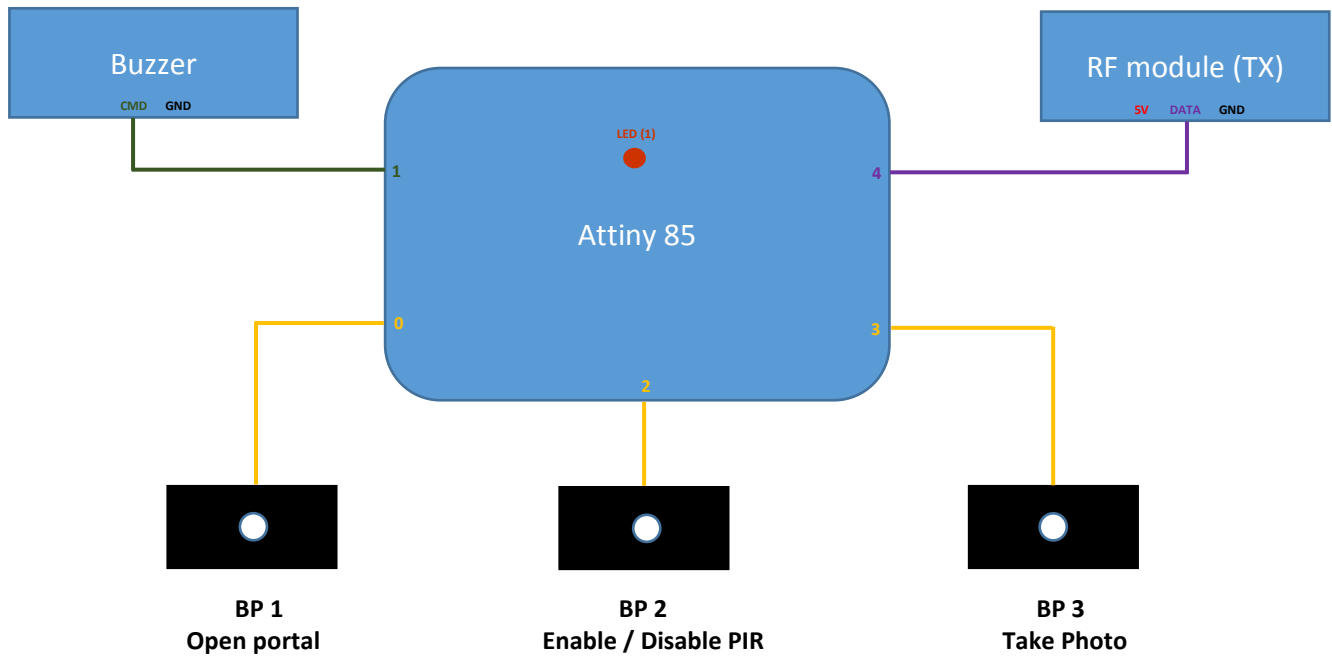 Buzzer
CMD GND
RF module (TX)
5V DATA GND
LED (1)
1
4
Attiny 85
0
3
2
BP 1
Open portal
BP 2
Enable / Disable PIR
BP 3
Take Photo